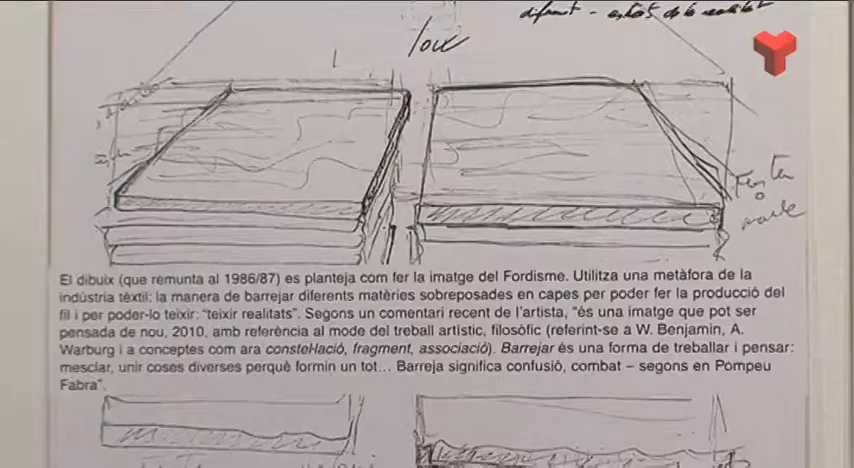 El dibuix (que remunta al 1986/87) es planteja com fer la imatge del Fordisme. Utilitza una metàfora de la
indústria tèxtil: la manera de barrejar diferents matèries sobreposades en capes per poder fer la producció del
fil i per poder-lo teixir: “teixir realitats”. Segons un comentari recent de l’artista, “és una imatge que pot ser
pensada de nou, 2010, amb referència al mode del treball artístic, filosòfic (referint-se a W. Benjamin, A.
Warburg i a conceptes com ara constel·lació, fragment, associació). Barrejar és una forma de treballar i pensar:
mesclar, unir coses diverses perquè formin un tot... Barreja significa confusió, combat – segons en Pompeu
Fabra”.